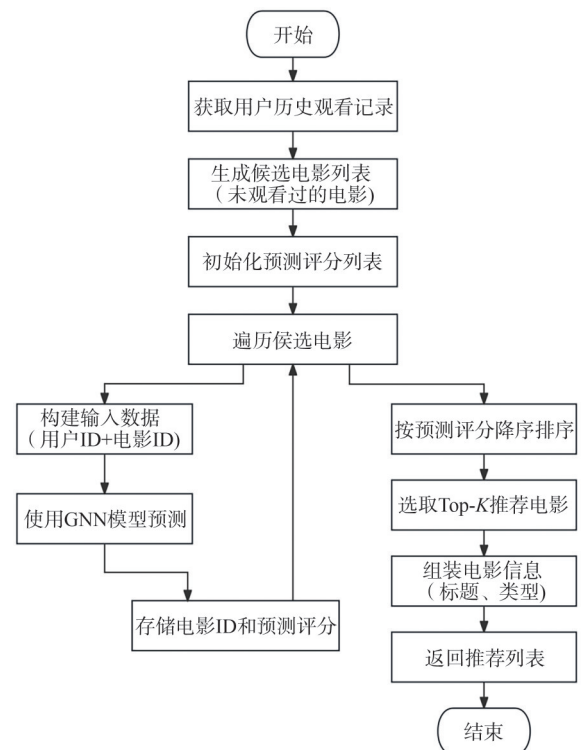 开始
获取用户历史观看记录
生成候选电影列表
（未观看过的电影)
初始化预测评分列表
遍历侯选电影
构建输入数据
（用户ID+电影ID)
使用GNN模型预测
存储电影ID和预测评分
按预测评分降序排序
选取Top-K推荐电影
组装电影信息
（标题、类型)
返回推荐列表
结束